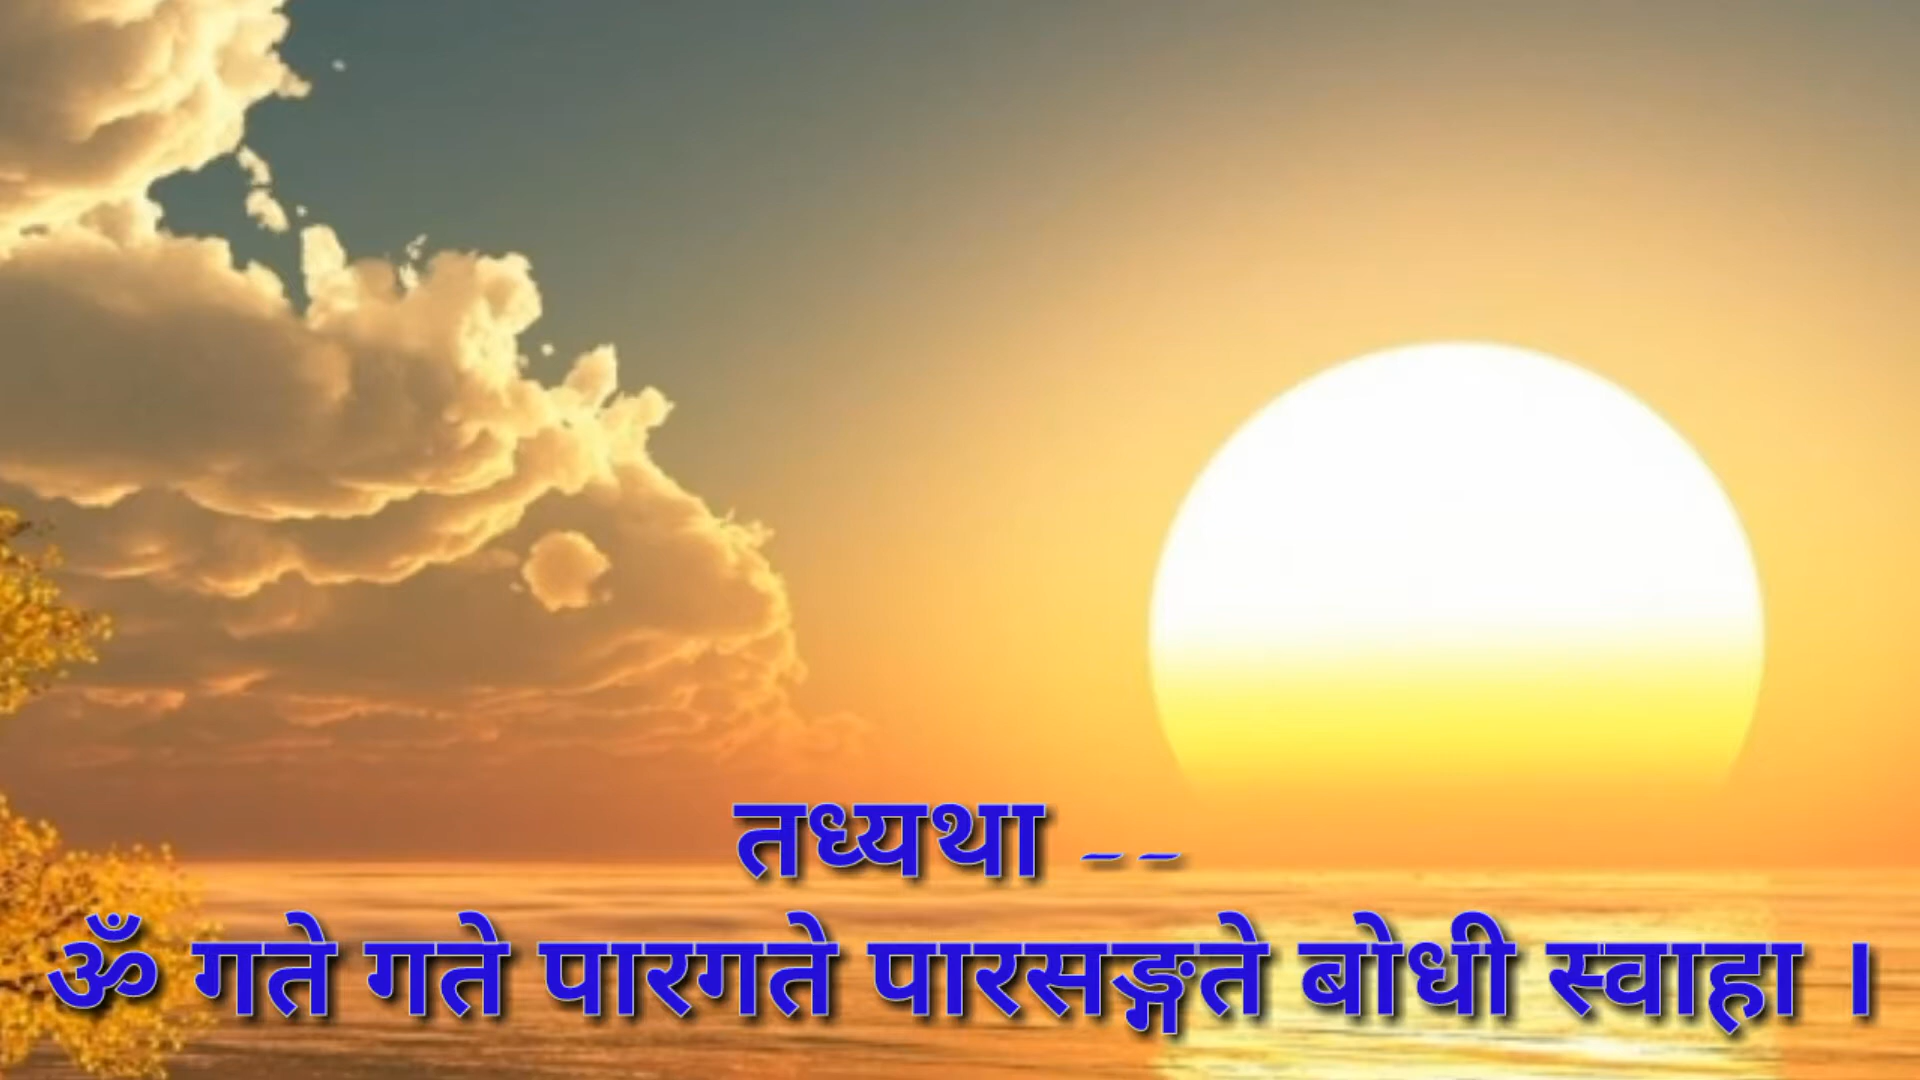 तध्यथा --
ॐ गते गते पारगते पारसङ्गते बोधी स्वाहा ।